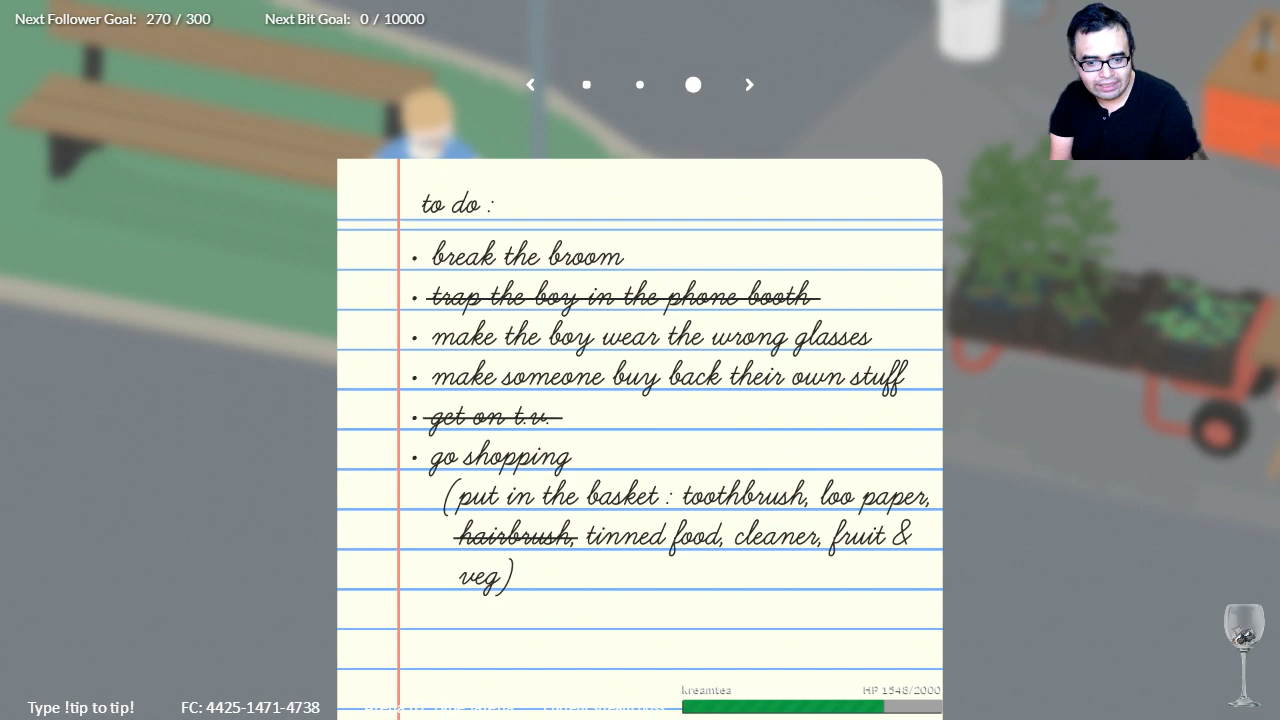 Next Follower Goal: 270 / 300 Next Bit Goal: 0 / 10000
to do :
• break the broom
• trap the boy in the phone booth
• make the boy wear the wrong glasses
• make someone buy back their own stuff
• get on t.v.
• go shopping
(put in the basket : toothbrush, loo paper,
hairbrush, tinned food, cleaner, fruit &
veg)
kreamtea HP 1548/2000
Type !tip to tip! FC: 4425-1471-4738